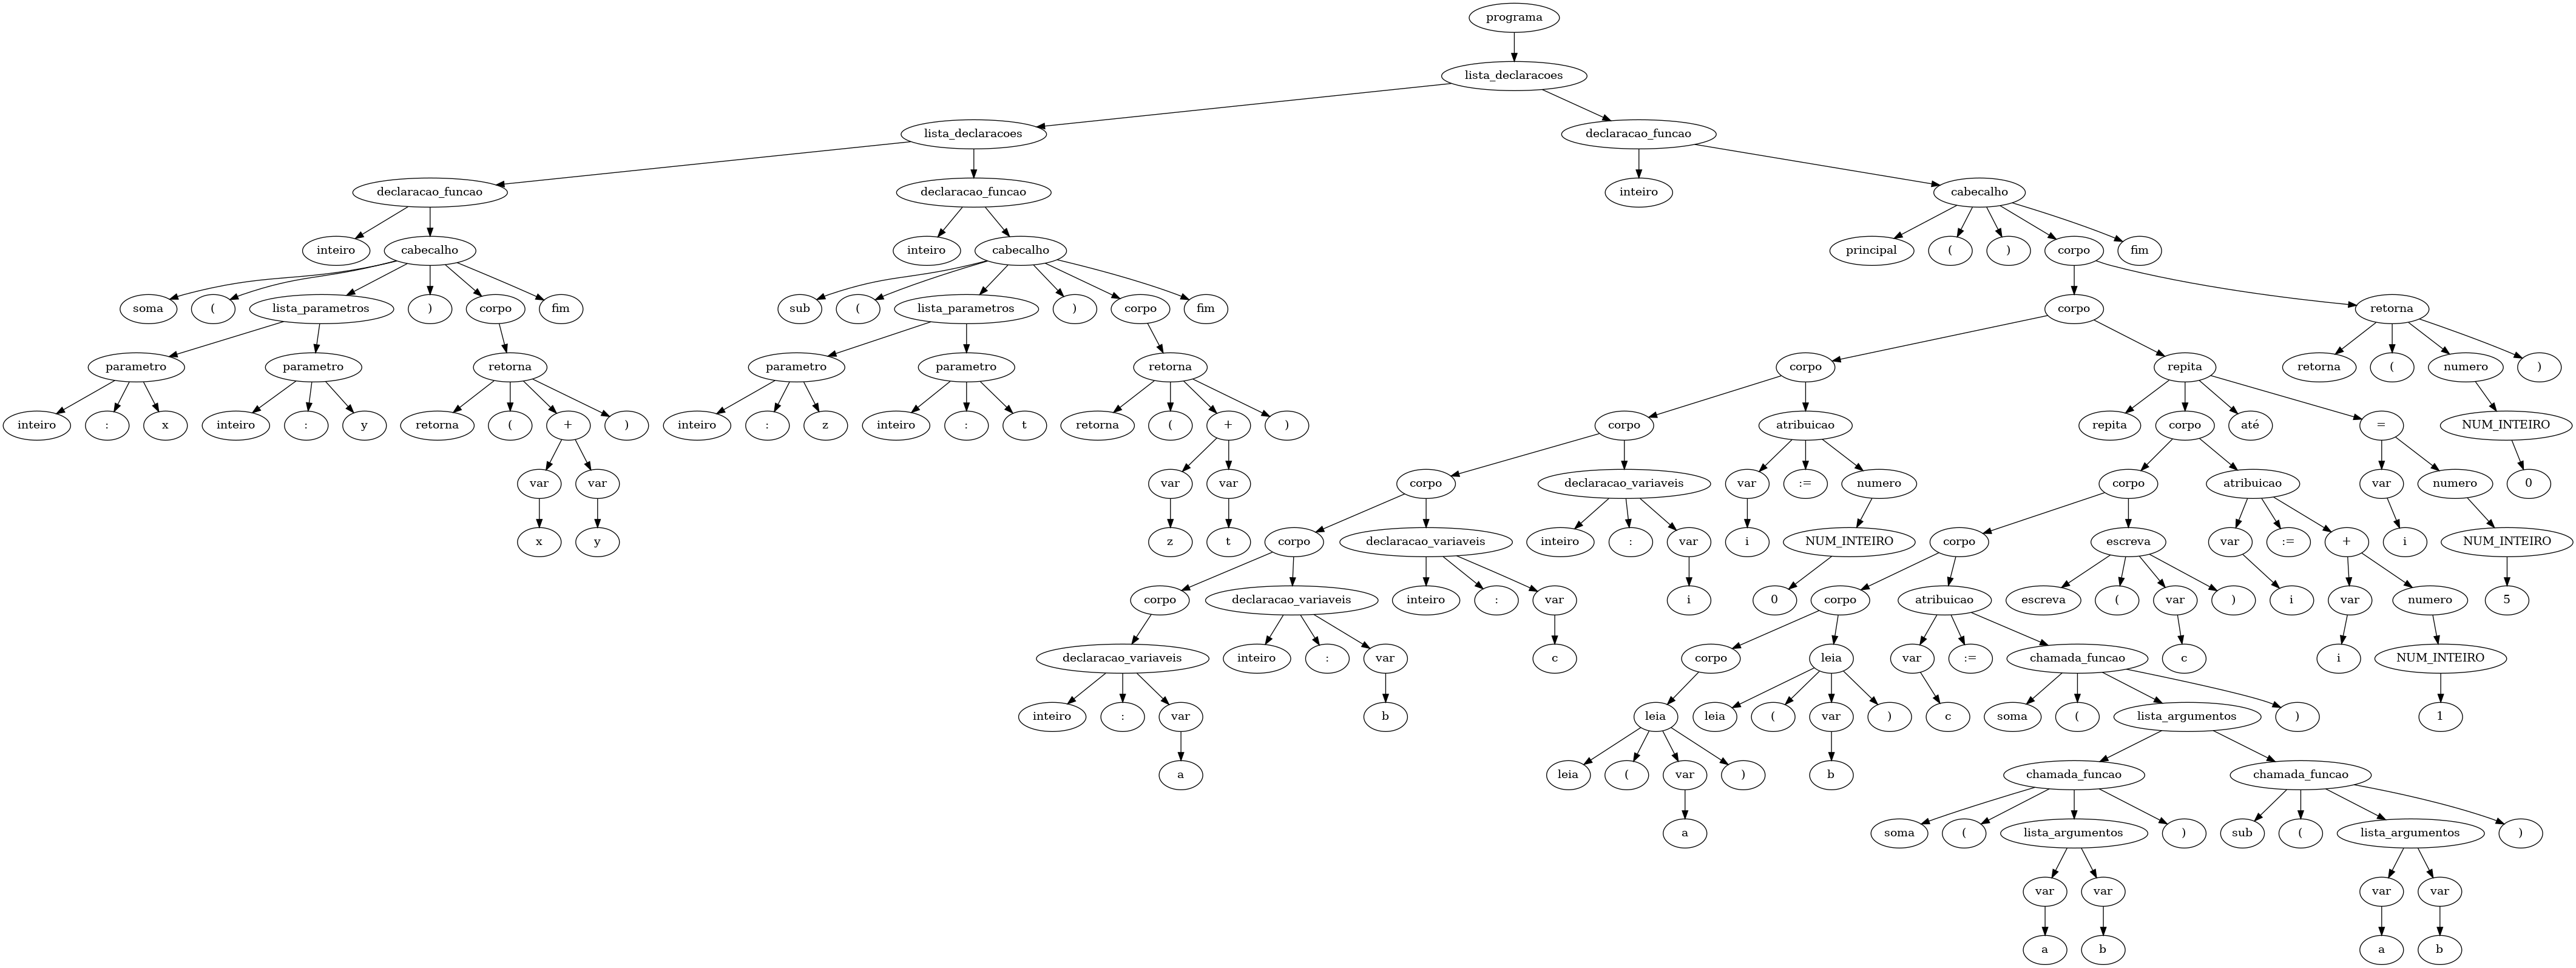 programa
lista_declaracoes
lista_declaracoes declaracao_funcao
declaracao_funcao declaracao_funcao inteiro cabecalho
inteiro cabecalho inteiro cabecalho principal ( ) corpo fim
soma ( lista_parametros ) corpo fim sub ( lista_parametros ) corpo fim corpo retorna
parametro parametro retorna parametro parametro retorna corpo repita retorna ( numero )
inteiro : x inteiro : y retorna ( + ) inteiro : z inteiro : t retorna ( + ) corpo atribuicao repita corpo até = NUM_INTEIRO
var var var var corpo declaracao_variaveis var := numero corpo atribuicao var numero 0
x y z t corpo declaracao_variaveis inteiro : var i NUM_INTEIRO corpo escreva var := + i NUM_INTEIRO
corpo declaracao_variaveis inteiro : var i 0 corpo atribuicao escreva ( var ) i var numero 5
declaracao_variaveis inteiro : var c corpo leia var := chamada_funcao c i NUM_INTEIRO
inteiro : var b leia leia ( var ) c soma ( lista_argumentos ) 1
a leia ( var ) b chamada_funcao chamada_funcao
a soma ( lista_argumentos ) sub ( lista_argumentos )
var var var var
a b a b